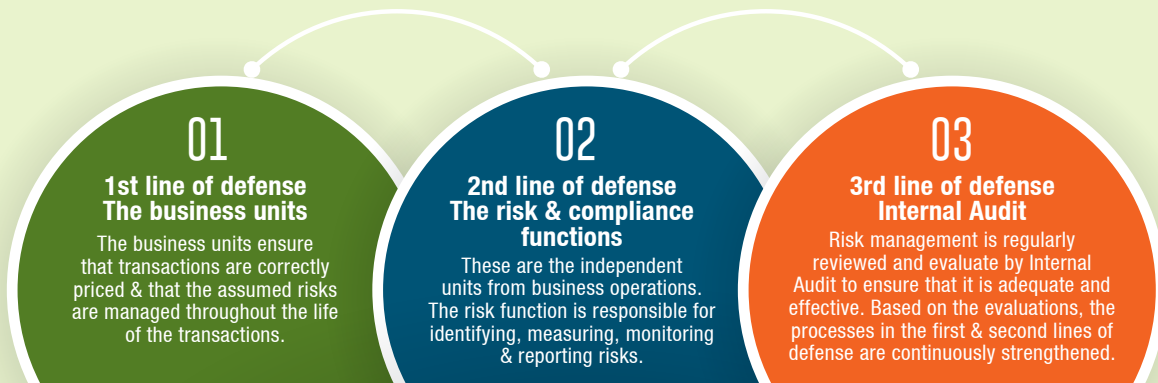 01
1st line of defense
The business units
The business units ensure
that transactions are correctly
priced & that the assumed risks
are managed throughout the life
of the transactions.
02
2nd line of defense
The risk & compliance
functions
These are the independent
units from business operations.
The risk function is responsible for
identifying, measuring, monitoring
& reporting risks.
03
3rd line of defense
Internal Audit
Risk management is regularly
reviewed and evaluate by Internal
Audit to ensure that it is adequate and
effective. Based on the evaluations, the
processes in the first & second lines of
defense are continuously strengthened.